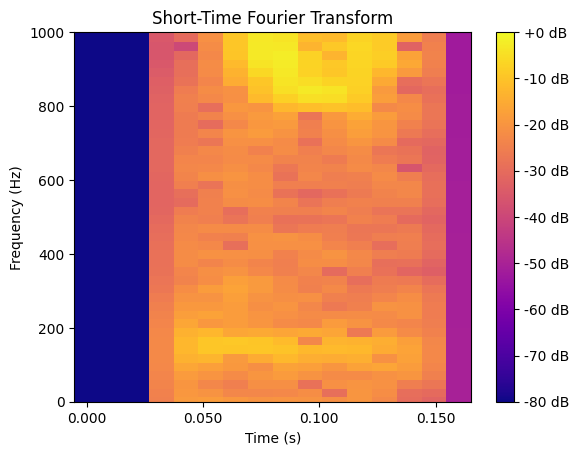 Short-Time Fourier Transform
1000
800
600
400
200
0
Frequency (Hz)
0.000
0.050
0.100
0.150
Time (s)
+0 dB
-10 dB
-20 dB
-30 dB
-40 dB
-50 dB
-60 dB
-70 dB
-80 dB